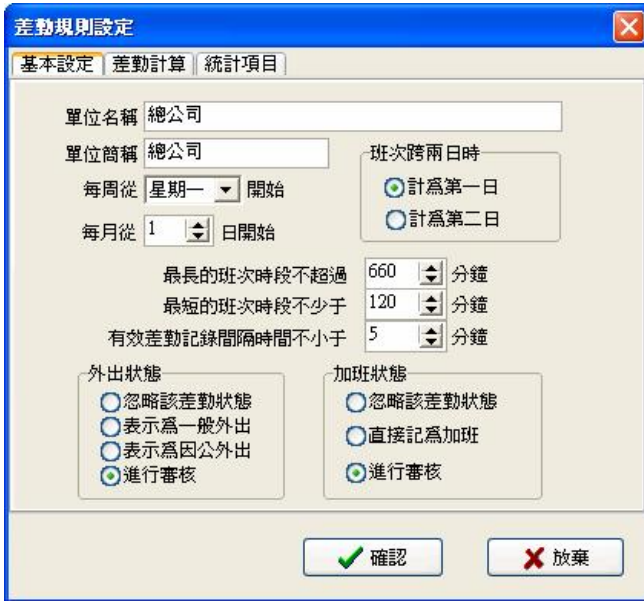 差勤規則設定
基本設定 差勤計算 統計項目
單位名稱 總公司
單位簡稱 總公司
班次跨兩日時
每周從 星期一 開始
計爲第一日
計爲第二日
每月從 1 日開始
最長的班次時段不超過 660 分鐘
最短的班次時段不少于 120 分鐘
有效差勤記錄間隔時間不小于 5 分鐘
外出狀態
忽略該差勤狀態
表示爲一般外出
表示爲因公外出
進行審核
加班狀態
忽略該差勤狀態
直接記爲加班
進行審核
確認 放棄